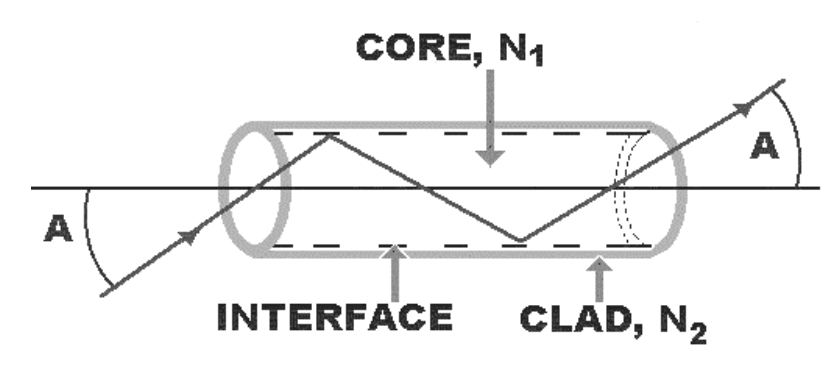 CORE, N₁
A
A
INTERFACE
CLAD, N₂